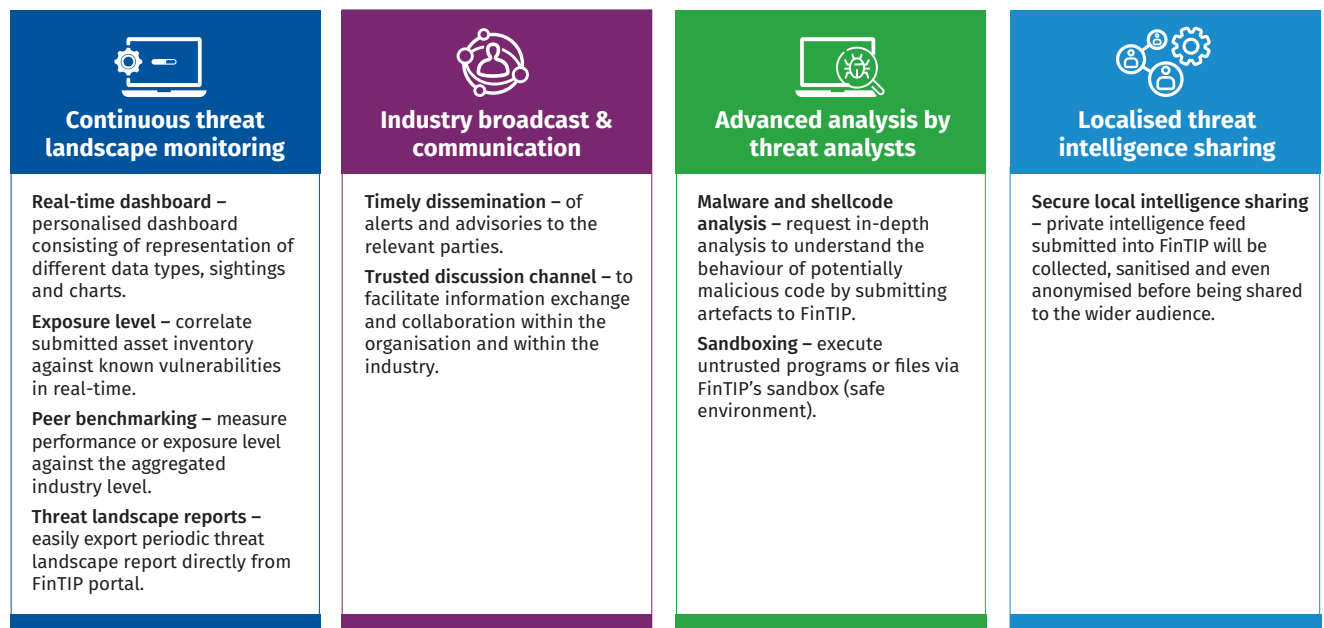 Continuous threat
landscape monitoring
Real-time dashboard –
personalised dashboard
consisting of representation of
different data types, sightings
and charts.
Exposure level – correlate
submitted asset inventory
against known vulnerabilities
in real-time.
Peer benchmarking – measure
performance or exposure level
against the aggregated
industry level.
Threat landscape reports –
easily export periodic threat
landscape report directly from
FinTIP portal.
Industry broadcast &
communication
Timely dissemination – of
alerts and advisories to the
relevant parties.
Trusted discussion channel – to
facilitate information exchange
and collaboration within the
organisation and within the
industry.
Advanced analysis by
threat analysts
Malware and shellcode
analysis – request in-depth
analysis to understand the
behaviour of potentially
malicious code by submitting
artefacts to FinTIP.
Sandboxing – execute
untrusted programs or files via
FinTIP's sandbox (safe
environment).
Localised threat
intelligence sharing
Secure local intelligence sharing
– private intelligence feed
submitted into FinTIP will be
collected, sanitised and even
anonymised before being shared
to the wider audience.